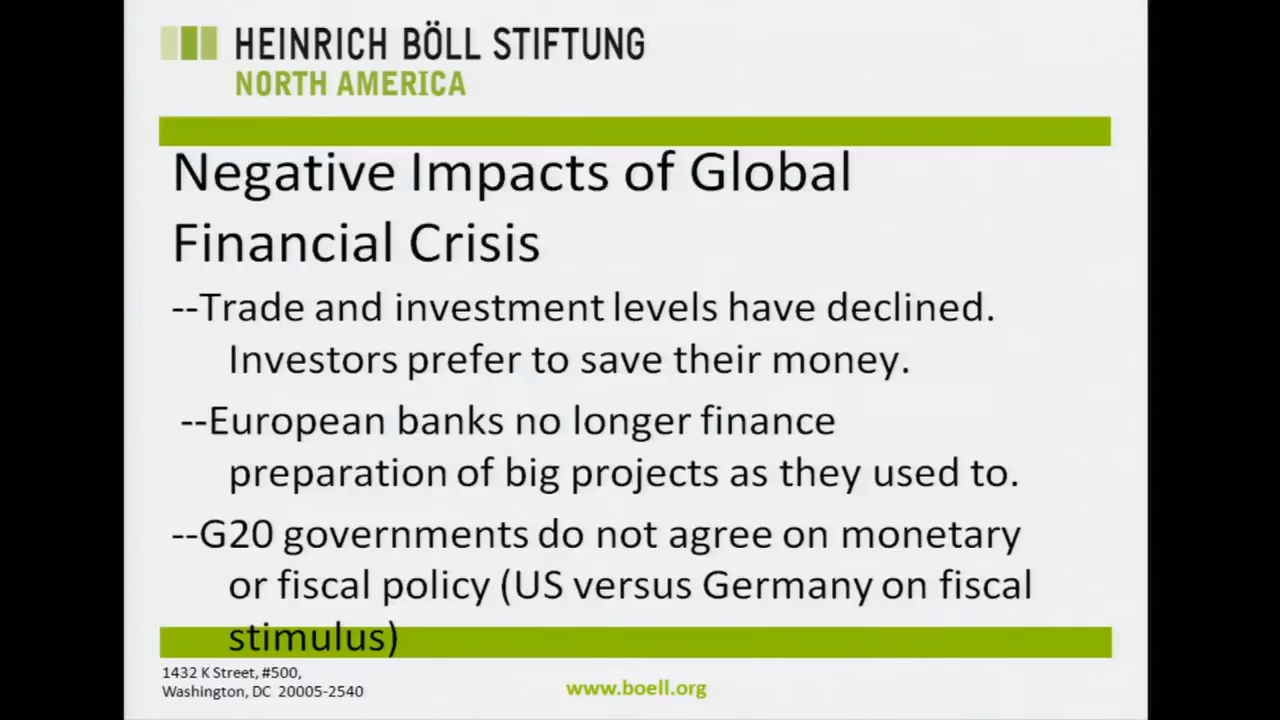 HEINRICH BÖLL STIFTUNG
NORTH AMERICA
Negative Impacts of Global
Financial Crisis
--Trade and investment levels have declined.
Investors prefer to save their money.
--European banks no longer finance
preparation of big projects as they used to.
--G20 governments do not agree on monetary
or fiscal policy (US versus Germany on fiscal
stimulus)
1432 K Street, #500,
Washington, DC 20005-2540
www.boell.org